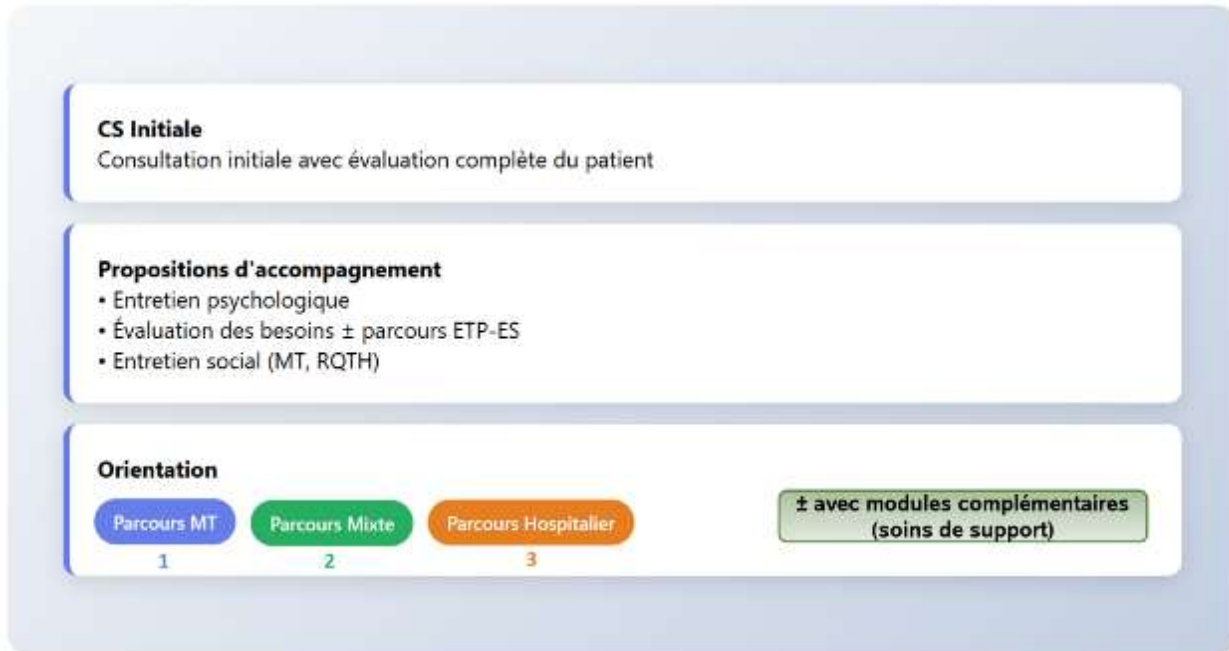 CS Initiale
Consultation initiale avec évaluation complète du patient
Propositions d'accompagnement
• Entretien psychologique
• Évaluation des besoins ± parcours ETP-ES
• Entretien social (MT, RQTH)
Orientation
Parcours MT
1
Parcours Mixte
2
Parcours Hospitalier
3
± avec modules complémentaires
(soins de support)